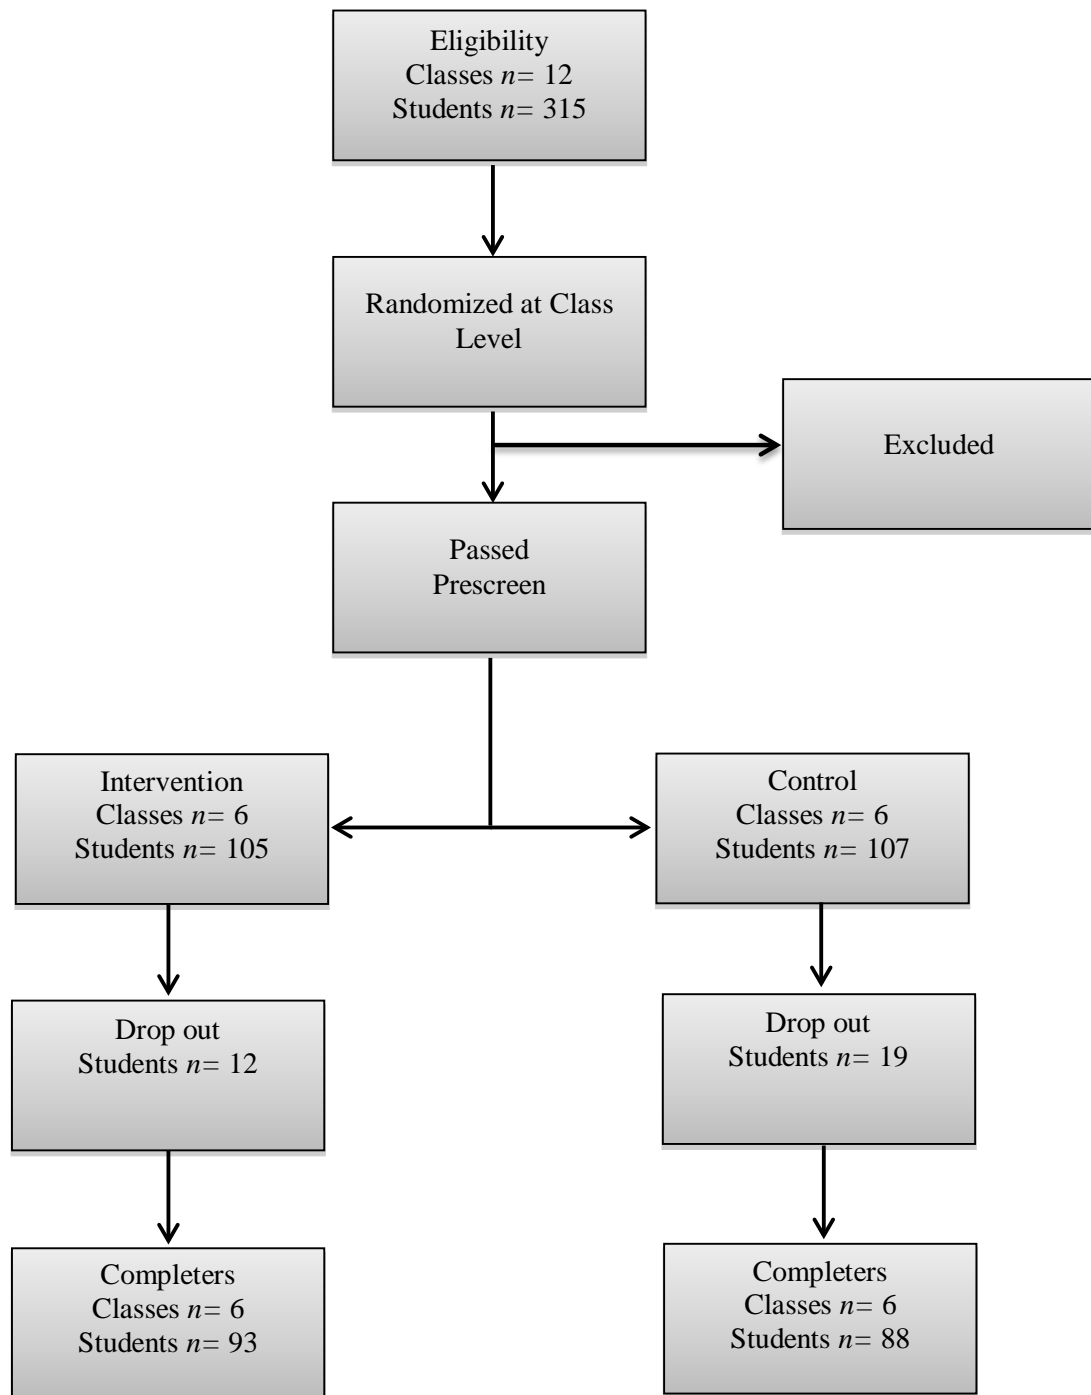 Eligibility
Classes n= 12
Students n= 315
Randomized at Class
Level
Excluded
Passed
Prescreen
Intervention
Classes n= 6
Students n= 105
Control
Classes n= 6
Students n= 107
Drop out
Students n= 12
Drop out
Students n= 19
Completers
Classes n= 6
Students n= 93
Completers
Classes n= 6
Students n= 88